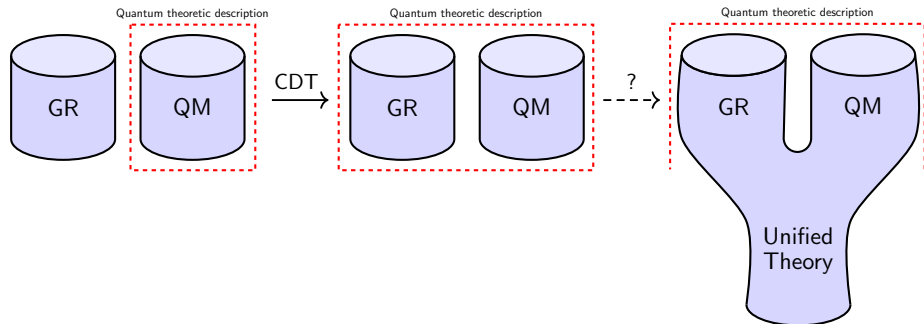 Quantum theoretic description
GR
QM
CDT
Quantum theoretic description
GR
QM
?
Quantum theoretic description
GR
QM
Unified
Theory